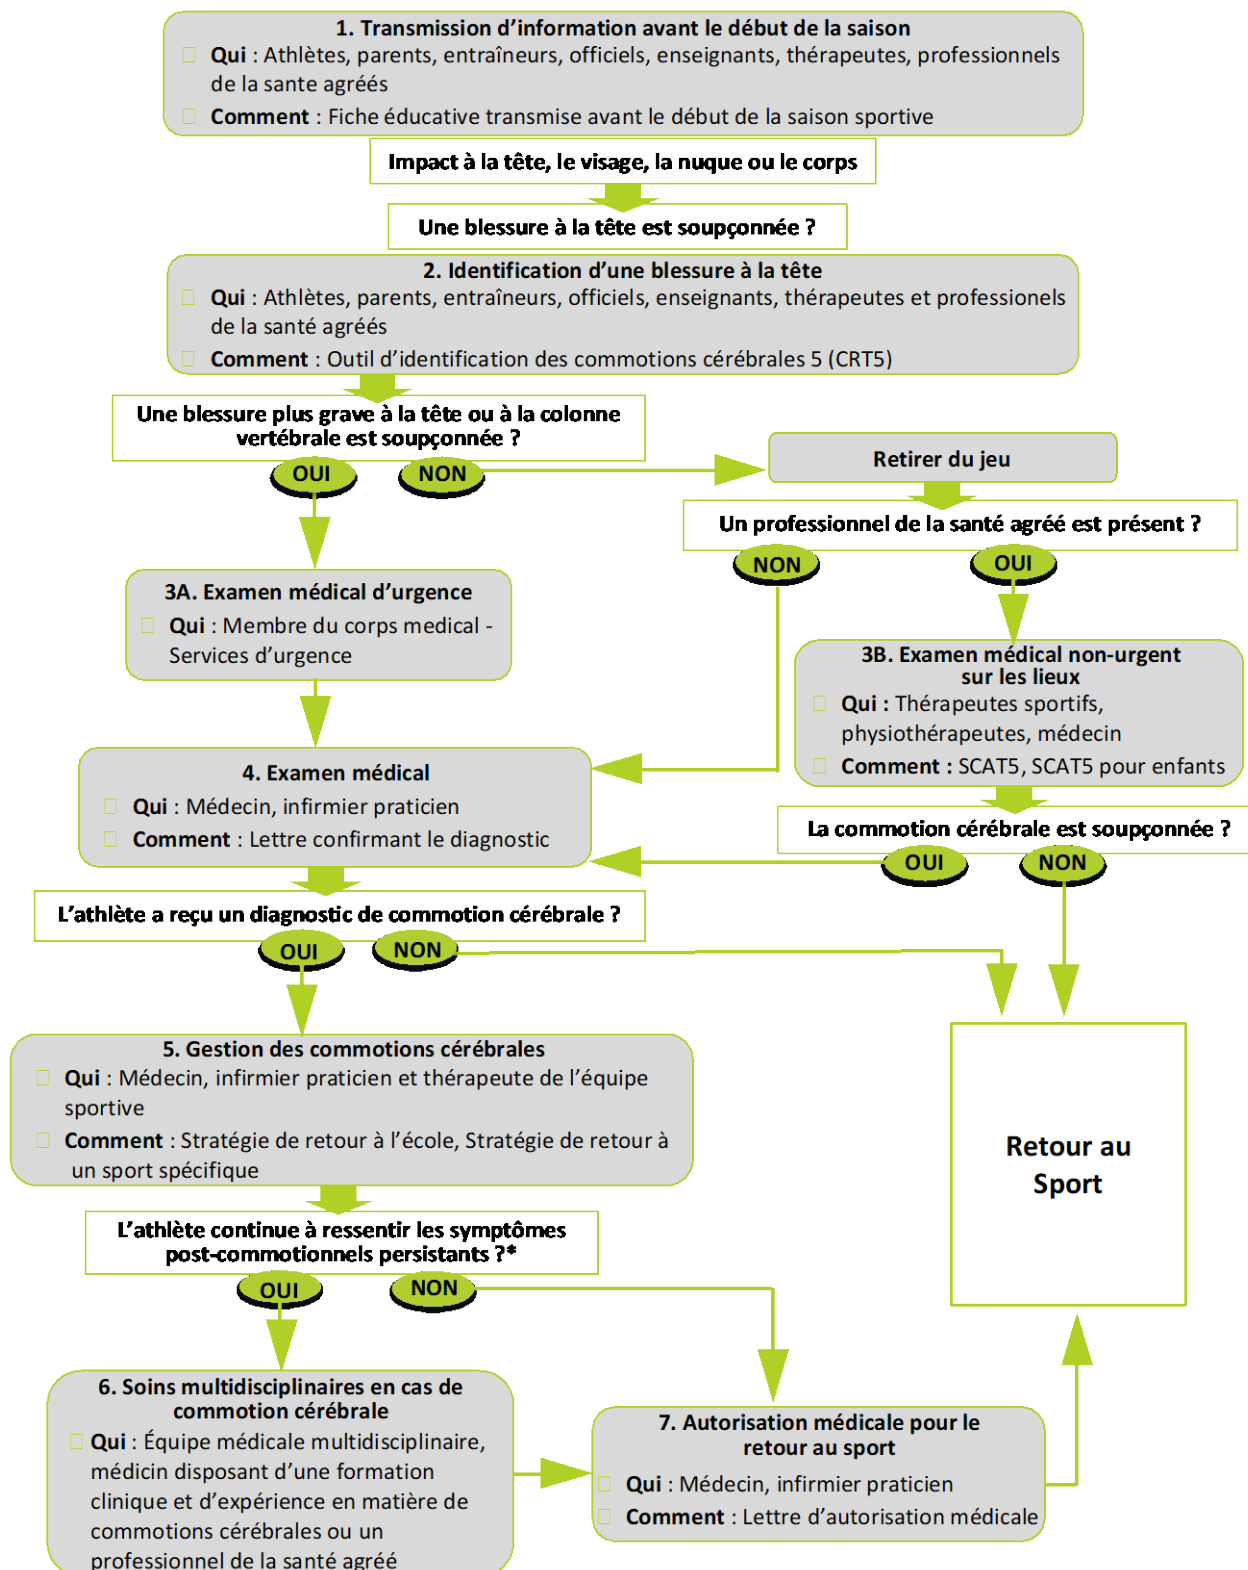 1. Transmission d’information avant le début de la saison
Qui : Athlètes, parents, entraîneurs, officiels, enseignants, thérapeutes, professionnels
de la sante agréés
Comment : Fiche éducative transmise avant le début de la saison sportive
Impact à la tête, le visage, la nuque ou le corps
Une blessure à la tête est soupçonnée ?
2. Identification d’une blessure à la tête
Qui : Athlètes, parents, entraîneurs, officiels, enseignants, thérapeutes et professionels
de la santé agréés
Comment : Outil d’identification des commotions cérébrales 5 (CRT5)
Une blessure plus grave à la tête ou à la colonne
vertébrale est soupçonnée ?
OUI
NON
Retirer du jeu
Un professionnel de la santé agréé est présent ?
NON
OUI
3A. Examen médical d’urgence
Qui : Membre du corps medical -
Services d’urgence
3B. Examen médical non-urgent
sur les lieux
Qui : Thérapeutes sportifs,
physiothérapeutes, médecin
Comment : SCAT5, SCAT5 pour enfants
4. Examen médical
Qui : Médecin, infirmier praticien
Comment : Lettre confirmant le diagnostic
La commotion cérébrale est soupçonnée ?
OUI
NON
L’athlète a reçu un diagnostic de commotion cérébrale ?
OUI
NON
5. Gestion des commotions cérébrales
Qui : Médecin, infirmier praticien et thérapeute de l’équipe
sportive
Comment : Stratégie de retour à l’école, Stratégie de retour à
un sport spécifique
Retour au
Sport
L’athlète continue à ressentir les symptômes
post-commotionnels persistants ?*
OUI
NON
6. Soins multidisciplinaires en cas de
commotion cérébrale
Qui : Équipe médicale multidisciplinaire,
médicin disposant d’une formation
clinique et d’expérience en matière de
commotions cérébrales ou un
professionnel de la santé agréé
7. Autorisation médicale pour le
retour au sport
Qui : Médecin, infirmier praticien
Comment : Lettre d’autorisation médicale